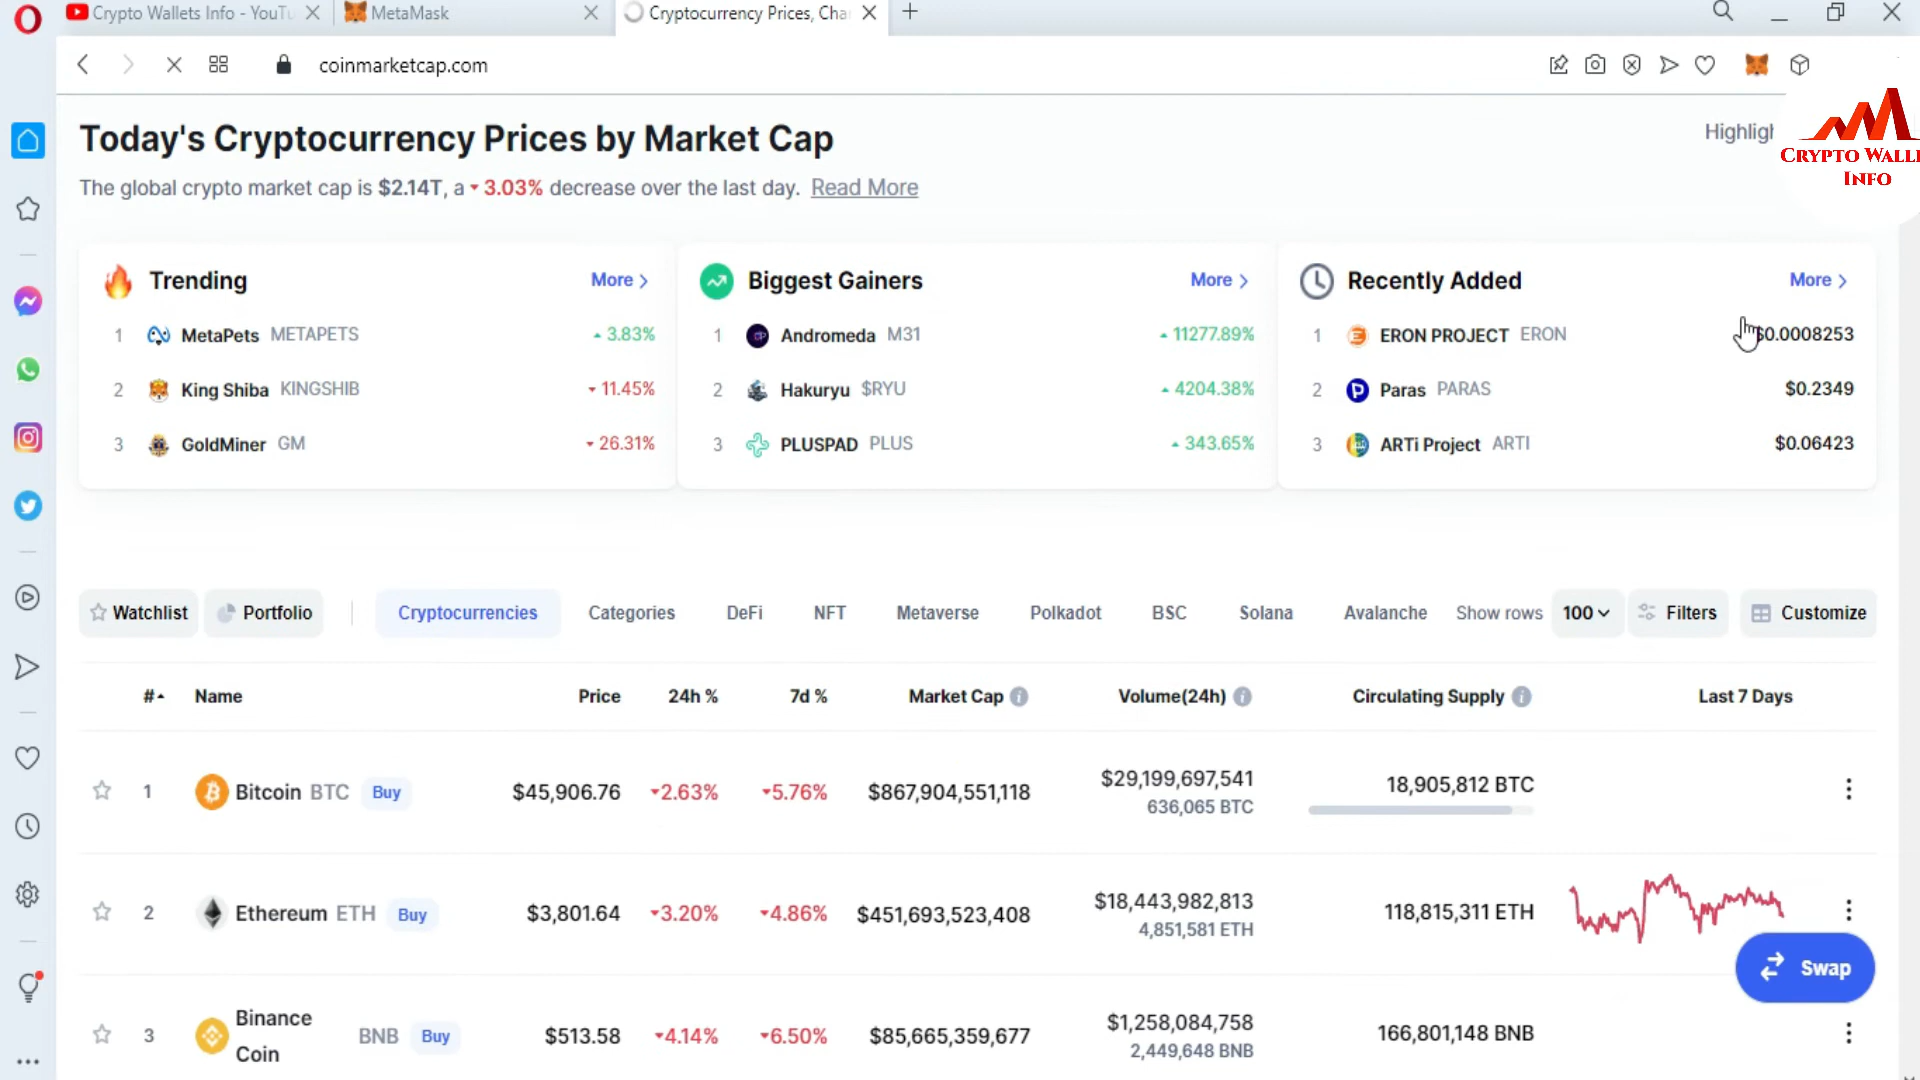 Crypto Wallets Info - YouTu
MetaMask
Cryptocurrency Prices, Cha
coinmarketcap.com
Today's Cryptocurrency Prices by Market Cap
Highligh
CRYPTO WALLE
INFO
The global crypto market cap is $2.14T, a 3.03% decrease over the last day. Read More
Trending More
1 MetaPets METAPETS 3.83%
2 King Shiba KINGSHIB 11.45%
3 GoldMiner GM 26.31%
Biggest Gainers More
1 Andromeda M31 11277.89%
2 Hakuryu $RYU 4204.38%
3 PLUSPAD PLUS 343.65%
Recently Added More
1 ERON PROJECT ERON $0.0008253
2 Paras PARAS $0.2349
3 ARTi Project ARTI $0.06423
Watchlist Portfolio Cryptocurrencies Categories DeFi NFT Metaverse Polkadot BSC Solana Avalanche Show rows 100 Filters Customize
# Name Price 24h % 7d % Market Cap Volume(24h) Circulating Supply Last 7 Days
1 Bitcoin BTC Buy $45,906.76 2.63% 5.76% $867,904,551,118 $29,199,697,541 18,905,812 BTC
636,065 BTC
2 Ethereum ETH Buy $3,801.64 3.20% 4.86% $451,693,523,408 $18,443,982,813 118,815,311 ETH
4,851,581 ETH
Swap
3 Binance Coin BNB Buy $513.58 4.14% 6.50% $85,665,359,677 $1,258,084,758 166,801,148 BNB
2,449,648 BNB